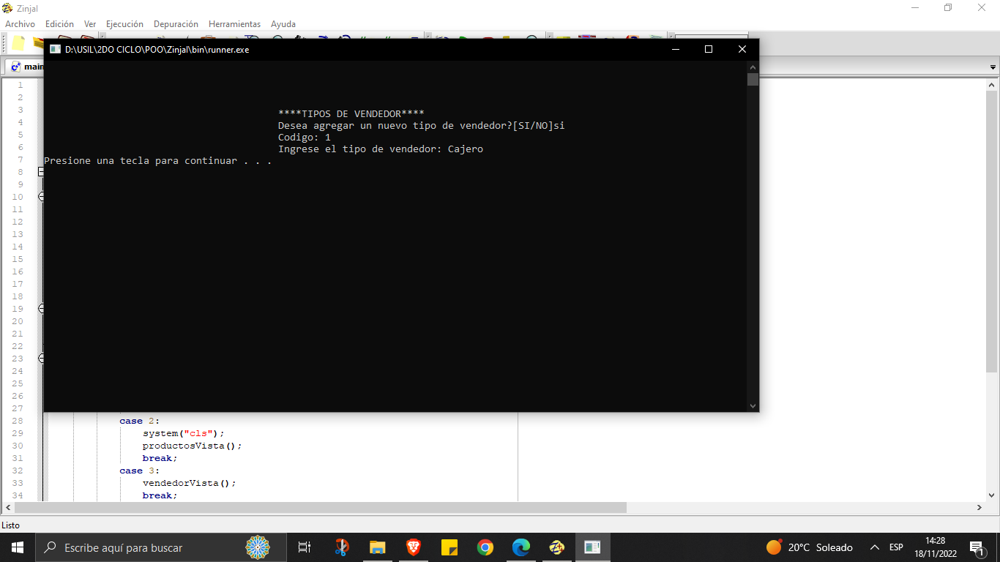 Zinjal
Archivo Edición Ver Ejecución Depuración Herramientas Ayuda
D:\USIL\2DO CICLO\POO\Zinjal\bin\runner.exe
main
****TIPOS DE VENDEDOR****
Desea agregar un nuevo tipo de vendedor?[SI/NO]si
Codigo: 1
Ingrese el tipo de vendedor: Cajero
Presione una tecla para continuar . . .
1
2
3
4
5
6
7
8
9
10
11
12
13
14
15
16
17
18
19
20
21
22
23
24
25
26
27
28 case 2:
29 system("cls");
30 productosVista();
31 break;
32 case 3:
33 vendedorVista();
34 break;
Listo
Escribe aquí para buscar
20°C Soleado
ESP
14:28
18/11/2022
1